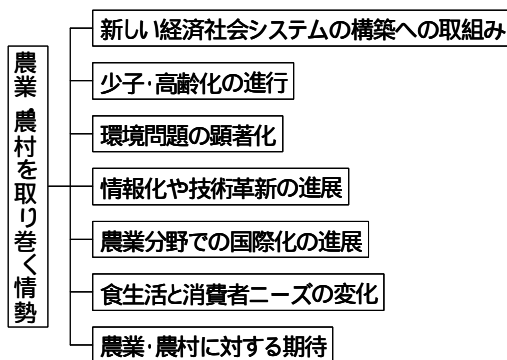 農業、農村を取り巻く情勢
新しい経済社会システムの構築への取組み
少子・高齢化の進行
環境問題の顕著化
情報化や技術革新の進展
農業分野での国際化の進展
食生活と消費者ニーズの変化
農業・農村に対する期待